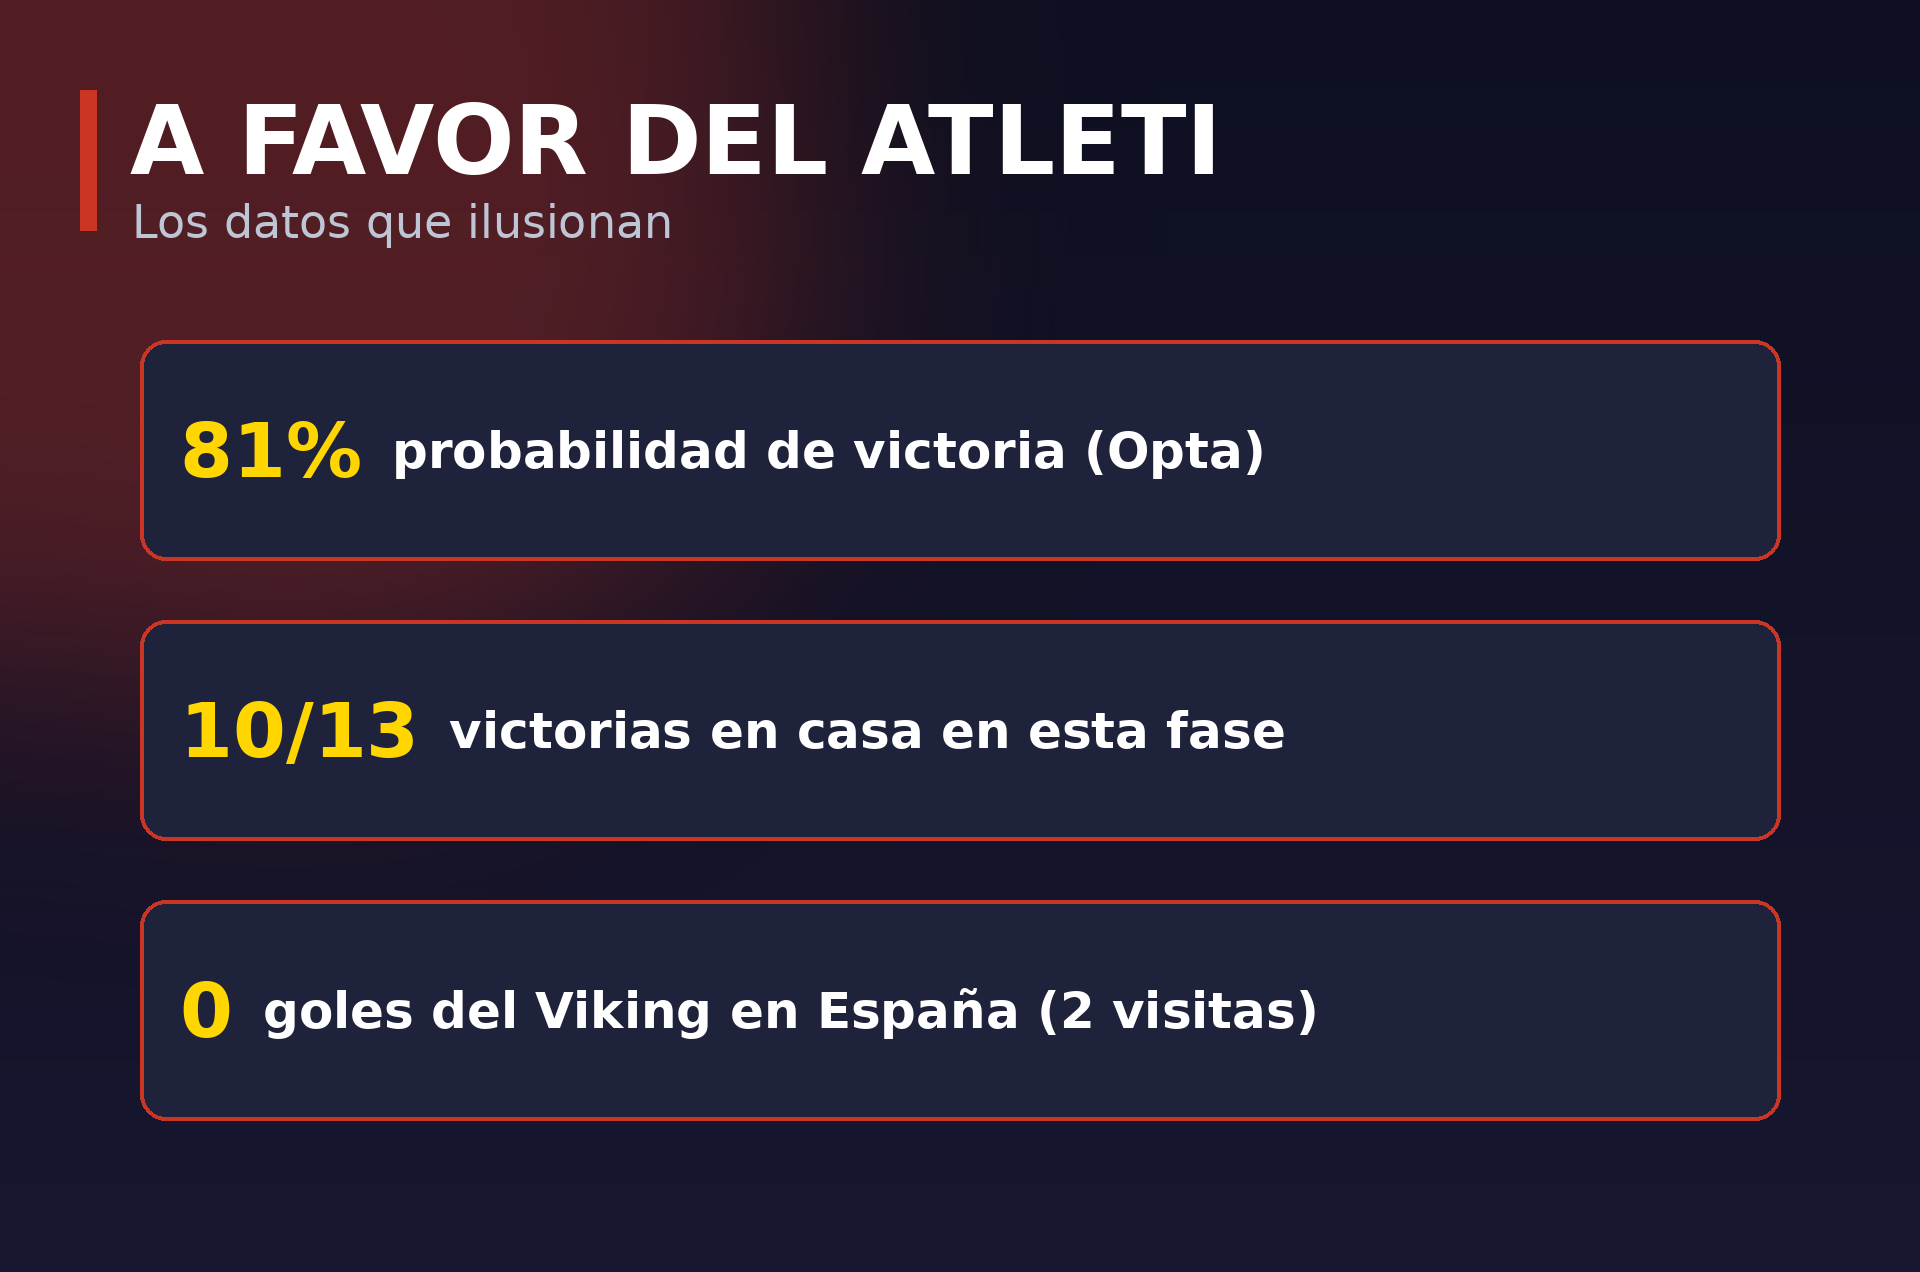 A FAVOR DEL ATLETI
Los datos que ilusionan
81% probabilidad de victoria (Opta)
10/13 victorias en casa en esta fase
0 goles del Viking en España (2 visitas)